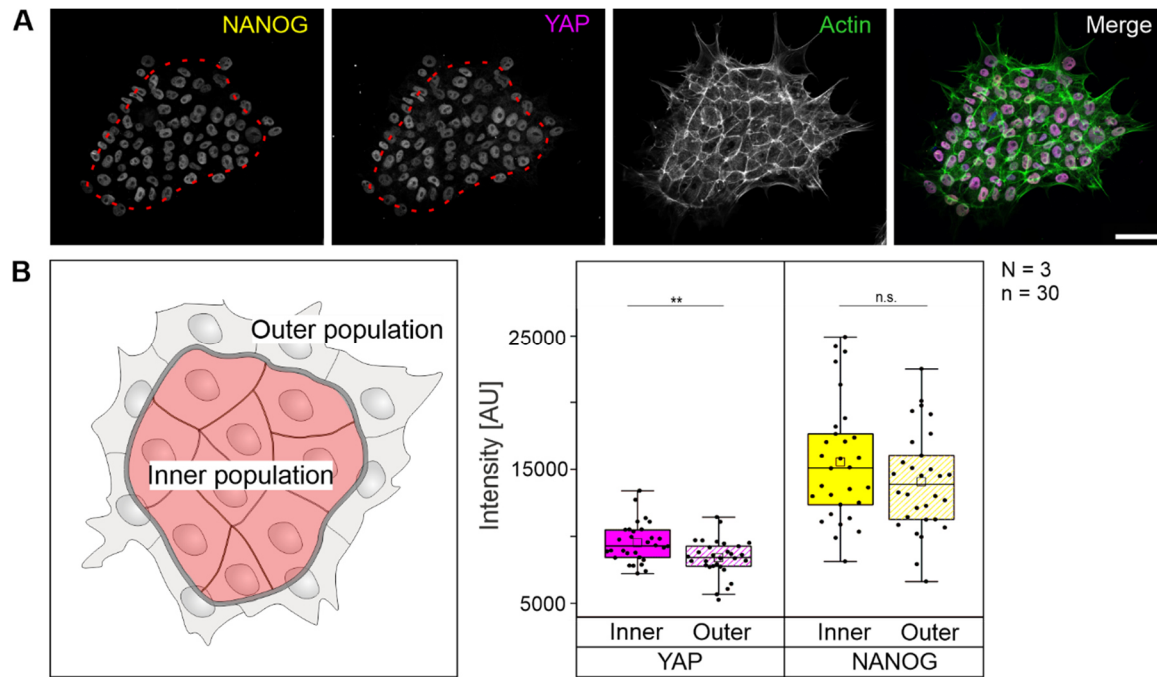 A
NANOG
YAP
Actin
Merge
B
Outer population
Inner population
Intensity [AU]
25000
15000
5000
**
n.s.
N = 3
n = 30
Inner
Outer
Inner
Outer
YAP
NANOG